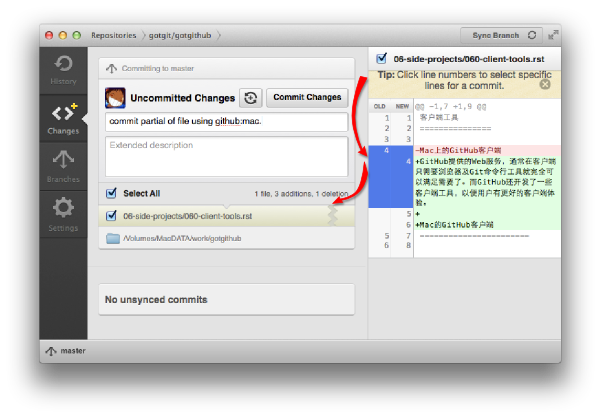 Repositories gotgit/gotgithub
Sync Branch
History
Changes
Branches
Settings
Committing to master
Uncommitted Changes
Commit Changes
commit partial of file using github:mac.
Extended description
Select All
1 file, 3 additions, 1 deletion
06-side-projects/060-client-tools.rst
/Volumes/MacDATA/work/gotgithub
No unsynced commits
master
06-side-projects/060-client-tools.rst
Tip: Click line numbers to select specific
lines for a commit.
OLD NEW @@ -1,7 +1,9 @@
1 1 客户端工具
2 2 ===============
3 3
4 -Mac上的GitHub客户端
4 +GitHub提供的Web服务，通常在客户端
只需要浏览器及Git命令行工具就完全可
以满足需要了。而GitHub还开发了一些
客户端工具，以便用户有更好的客户端体
验。
5 +
6 +Mac的GitHub客户端
5 7 =======================
6 8